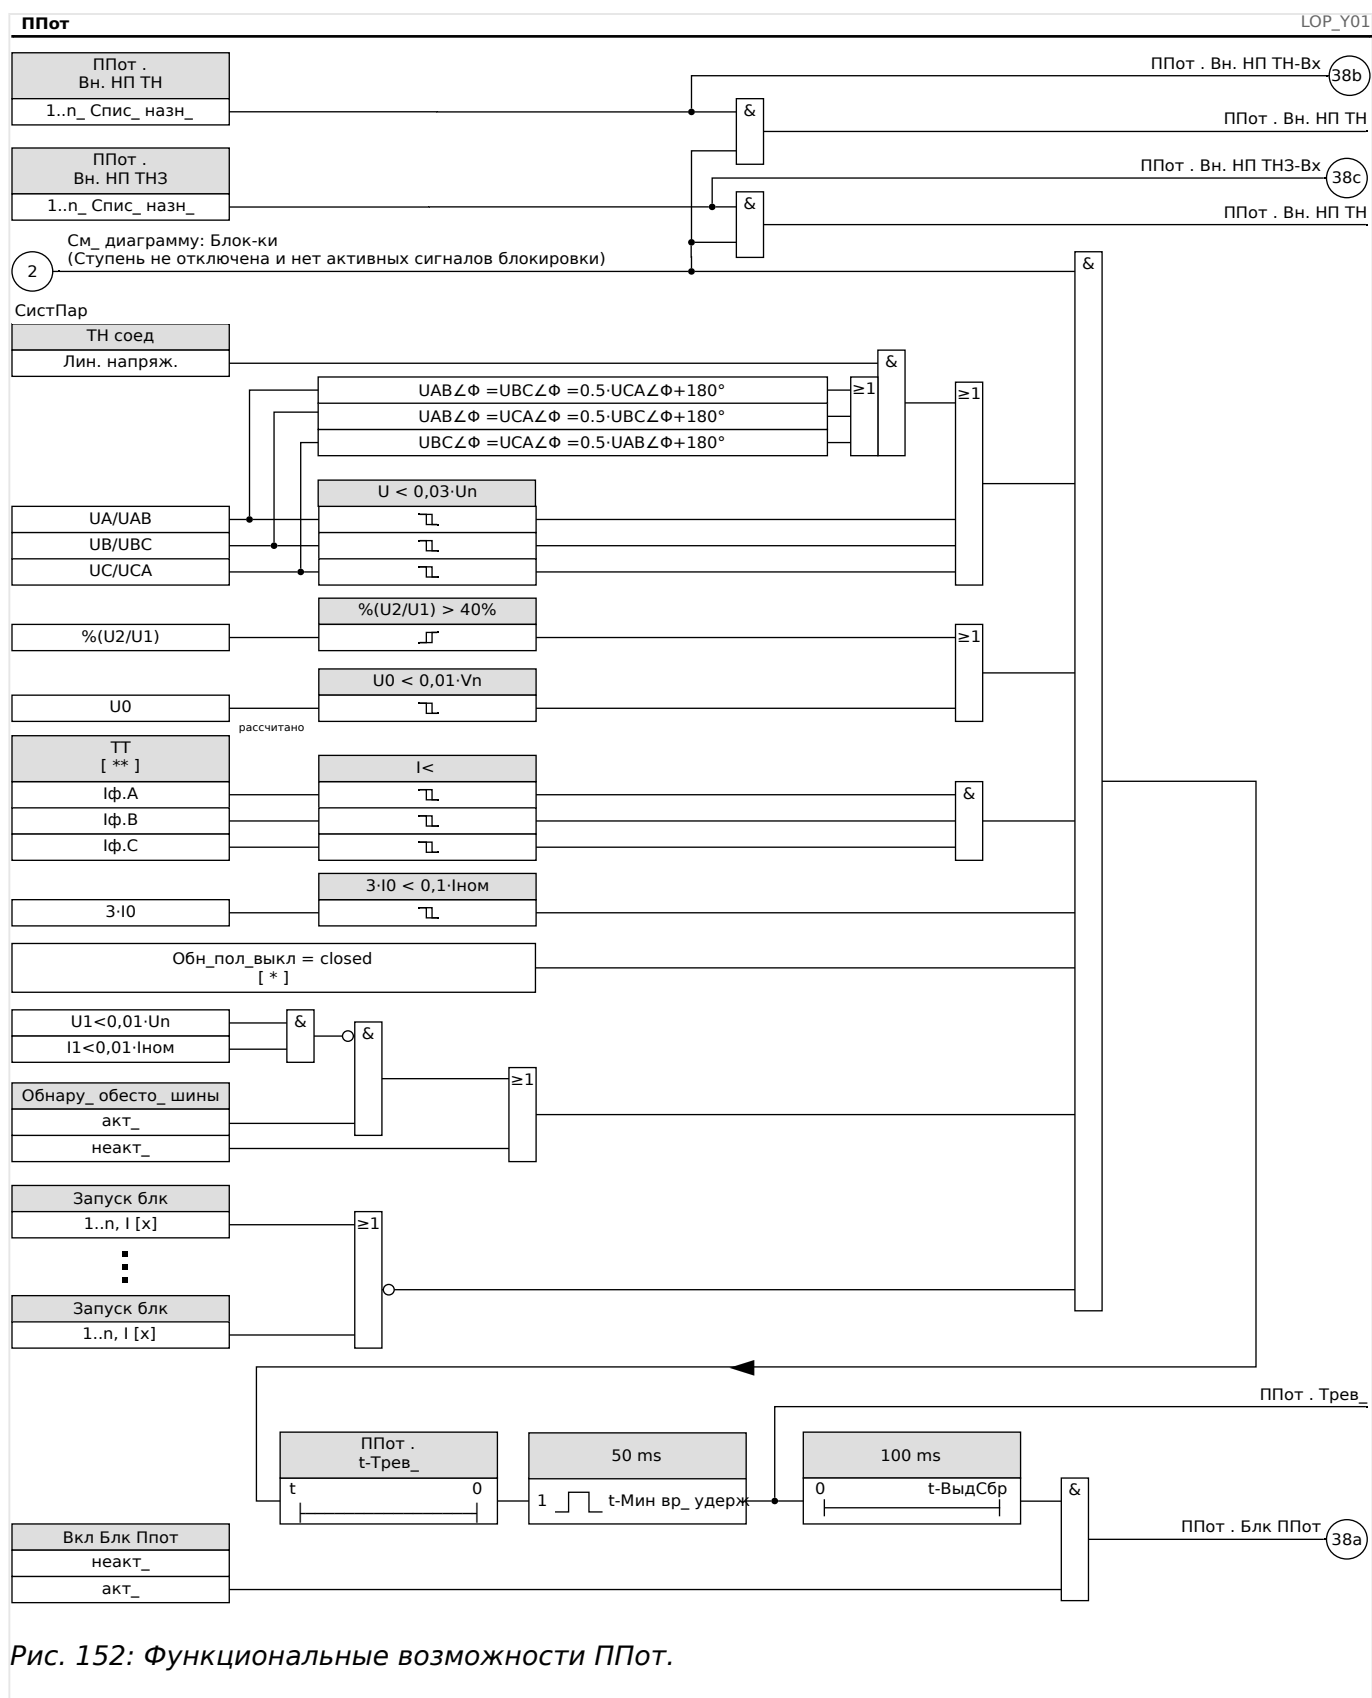 ППот
LOP_Y01
ППот .
Вн. НП ТН
1..n_ Спис_ назн_
ППот . Вн. НП ТН-Вх
38b
&
ППот . Вн. НП ТН
ППот .
Вн. НП ТНЗ
1..n_ Спис_ назн_
ППот . Вн. НП ТНЗ-Вх
38c
&
ППот . Вн. НП ТН
См_ диаграмму: Блок-ки
(Ступень не отключена и нет активных сигналов блокировки)
2
&
СистПар
ТН соед
Лин. напряж.
&
UAB∠Φ =UBC∠Φ =0.5·UCA∠Φ+180°
≥1
≥1
UAB∠Φ =UCA∠Φ =0.5·UBC∠Φ+180°
UBC∠Φ =UCA∠Φ =0.5·UAB∠Φ+180°
U < 0,03·Un
UA/UAB
UB/UBC
UC/UCA
%(U2/U1) > 40%
%(U2/U1)
≥1
U0 < 0,01·Vn
U0
рассчитано
ТТ
[ ** ]
I<
Iф.A
&
Iф.B
Iф.C
3·I0 < 0,1·Iном
3·I0
Обн_пол_выкл = closed
[ * ]
U1<0,01·Un
&
&
I1<0,01·Iном
≥1
Обнару_ обесто_ шины
акт_
неакт_
Запуск блк
1..n, I [x]
≥1
Запуск блк
1..n, I [x]
ППот . Трев_
ППот .
t-Трев_
50 ms
100 ms
t
0
1
t-Мин вр_ удерж
0
t-ВыдСбр
&
Вкл Блк Ппот
неакт_
акт_
ППот . Блк ППот
38a
Рис. 152: Функциональные возможности ППот.